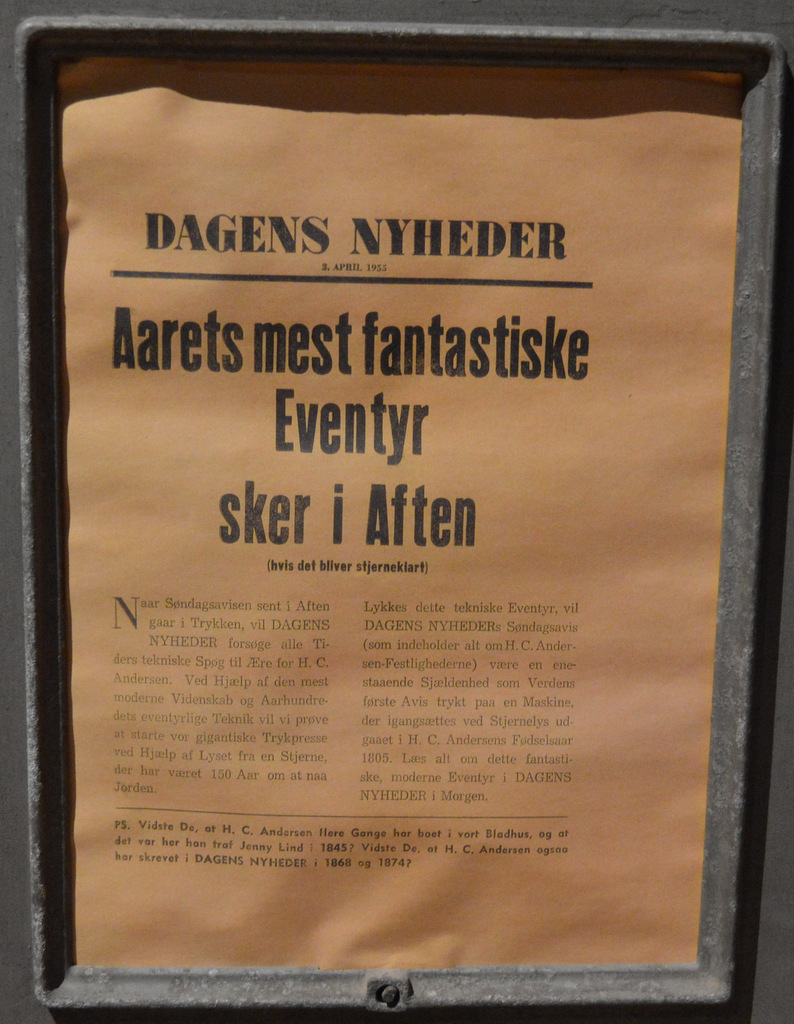 DAGENS NYHEDER
2. APRIL 1955
Aarets mest fantastiske
Eventyr
sker i Aften
(hvis det bliver stjerneklart)
Naar Søndagsavisen sent i Aften
gaar i Trykken, vil DAGENS
NYHEDER forsøge alle Ti-
ders tekniske Spøg til Ære for H. C.
Andersen. Ved Hjælp af den mest
moderne Videnskab og Aarhundre-
dets eventyrlige Teknik vil vi prøve
at starte vor gigantiske Trykpresse
ved Hjælp af Lyset fra en Stjerne,
der har været 150 Aar om at naa
Jorden.
Lykkes dette tekniske Eventyr, vil
DAGENS NYHEDERs Søndagsavis
(som indeholder alt om H. C. Ander-
sen-Festlighederne) være en ene-
staaende Sjældenhed som Verdens
første Avis trykt paa en Maskine,
der igangsættes ved Stjernelys ud-
gaaet i H. C. Andersens Fødselsaar
1805. Læs alt om dette fantasti-
ske, moderne Eventyr i DAGENS
NYHEDER i Morgen.
PS. Vidste De, at H. C. Andersen flere Gange har boet i vort Bladhus, og at
det var her han traf Jenny Lind i 1845? Vidste De, at H. C. Andersen ogsaa
har skrevet i DAGENS NYHEDER i 1868 og 1874?